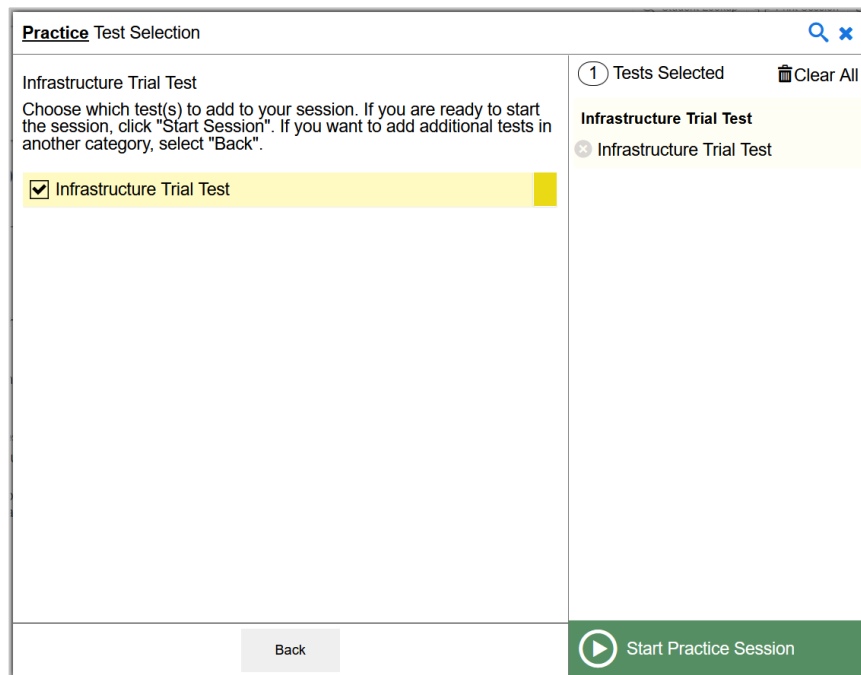 Practice Test Selection
Infrastructure Trial Test
Choose which test(s) to add to your session. If you are ready to start
the session, click "Start Session". If you want to add additional tests in
another category, select "Back".
Infrastructure Trial Test
Back
1 Tests Selected
Clear All
Infrastructure Trial Test
Infrastructure Trial Test
Start Practice Session